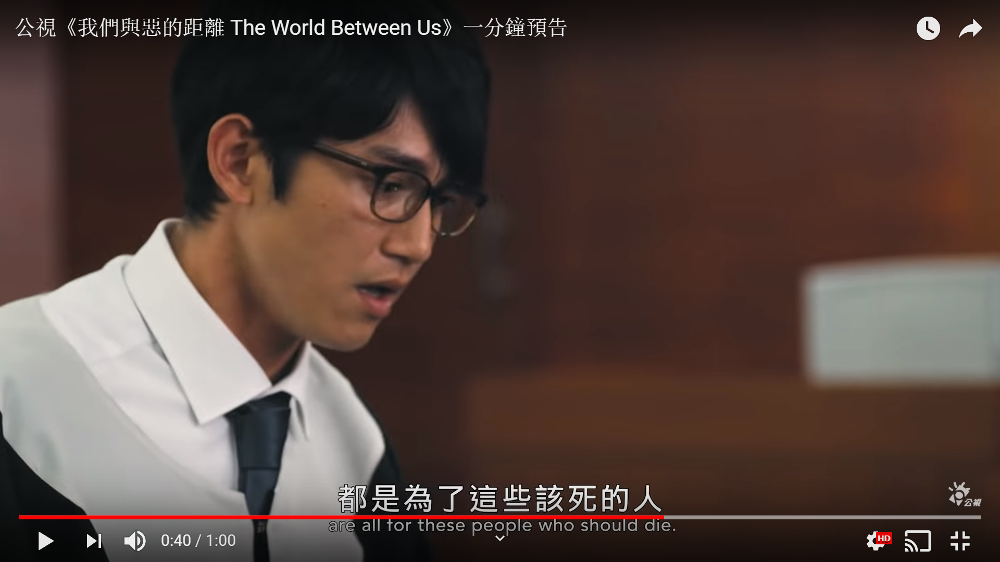 公視《我們與惡的距離 The World Between Us》一分鐘預告
公視
都是為了這些該死的人
are all for these people who should die.
0:40 / 1:00
HD